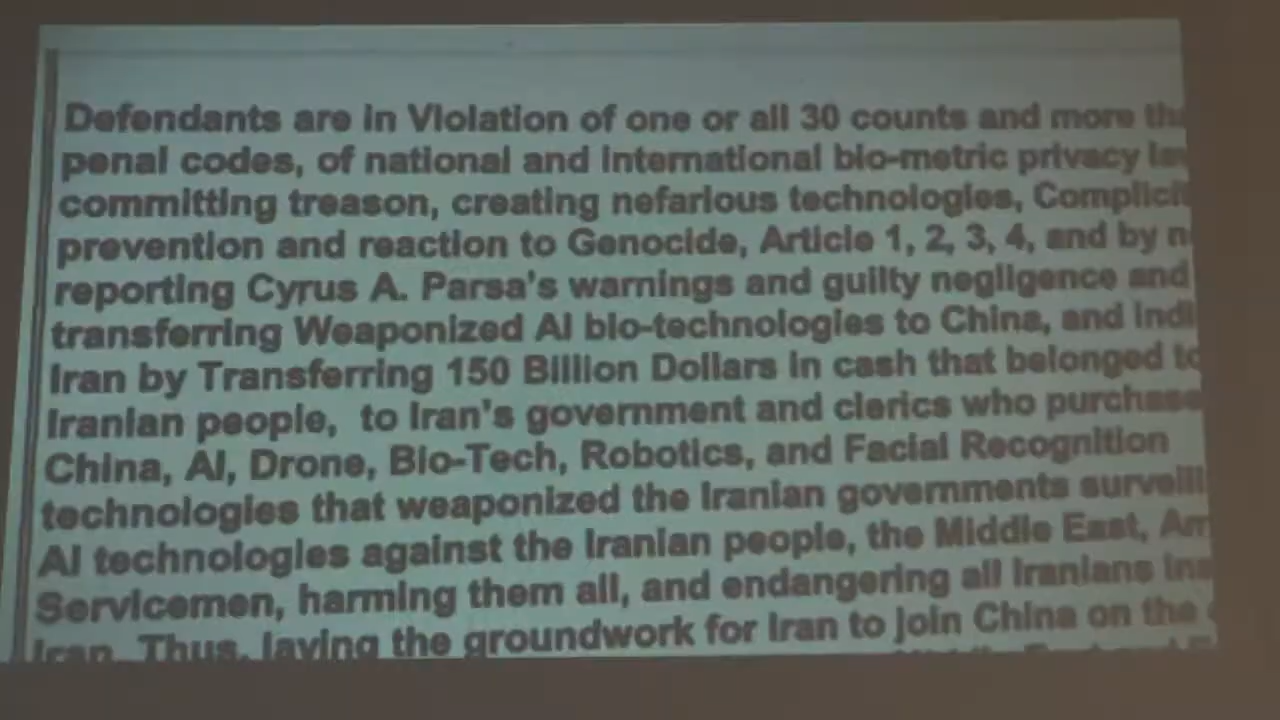 Defendants are in Violation of one or all 30 counts and more
penal codes, of national and international bio-metric privacy
committing treason, creating nefarious technologies,
prevention and reaction to Genocide, Article 1, 2, 3, 4, and by
reporting Cyrus A. Parsa's warnings and guilty negligence and
transferring Weaponized AI bio-technologies to China, and
Iran by Transferring 150 Billion Dollars in cash that belonged to
Iranian people, to Iran's government and clerics who
China, AI, Drone, Bio-Tech, Robotics, and Facial Recognition
technologies that weaponized the Iranian governments
AI technologies against the Iranian people, the Middle East,
Servicemen, harming them all, and endangering all Iranians
Iran. Thus, laying the groundwork for Iran to join China on the